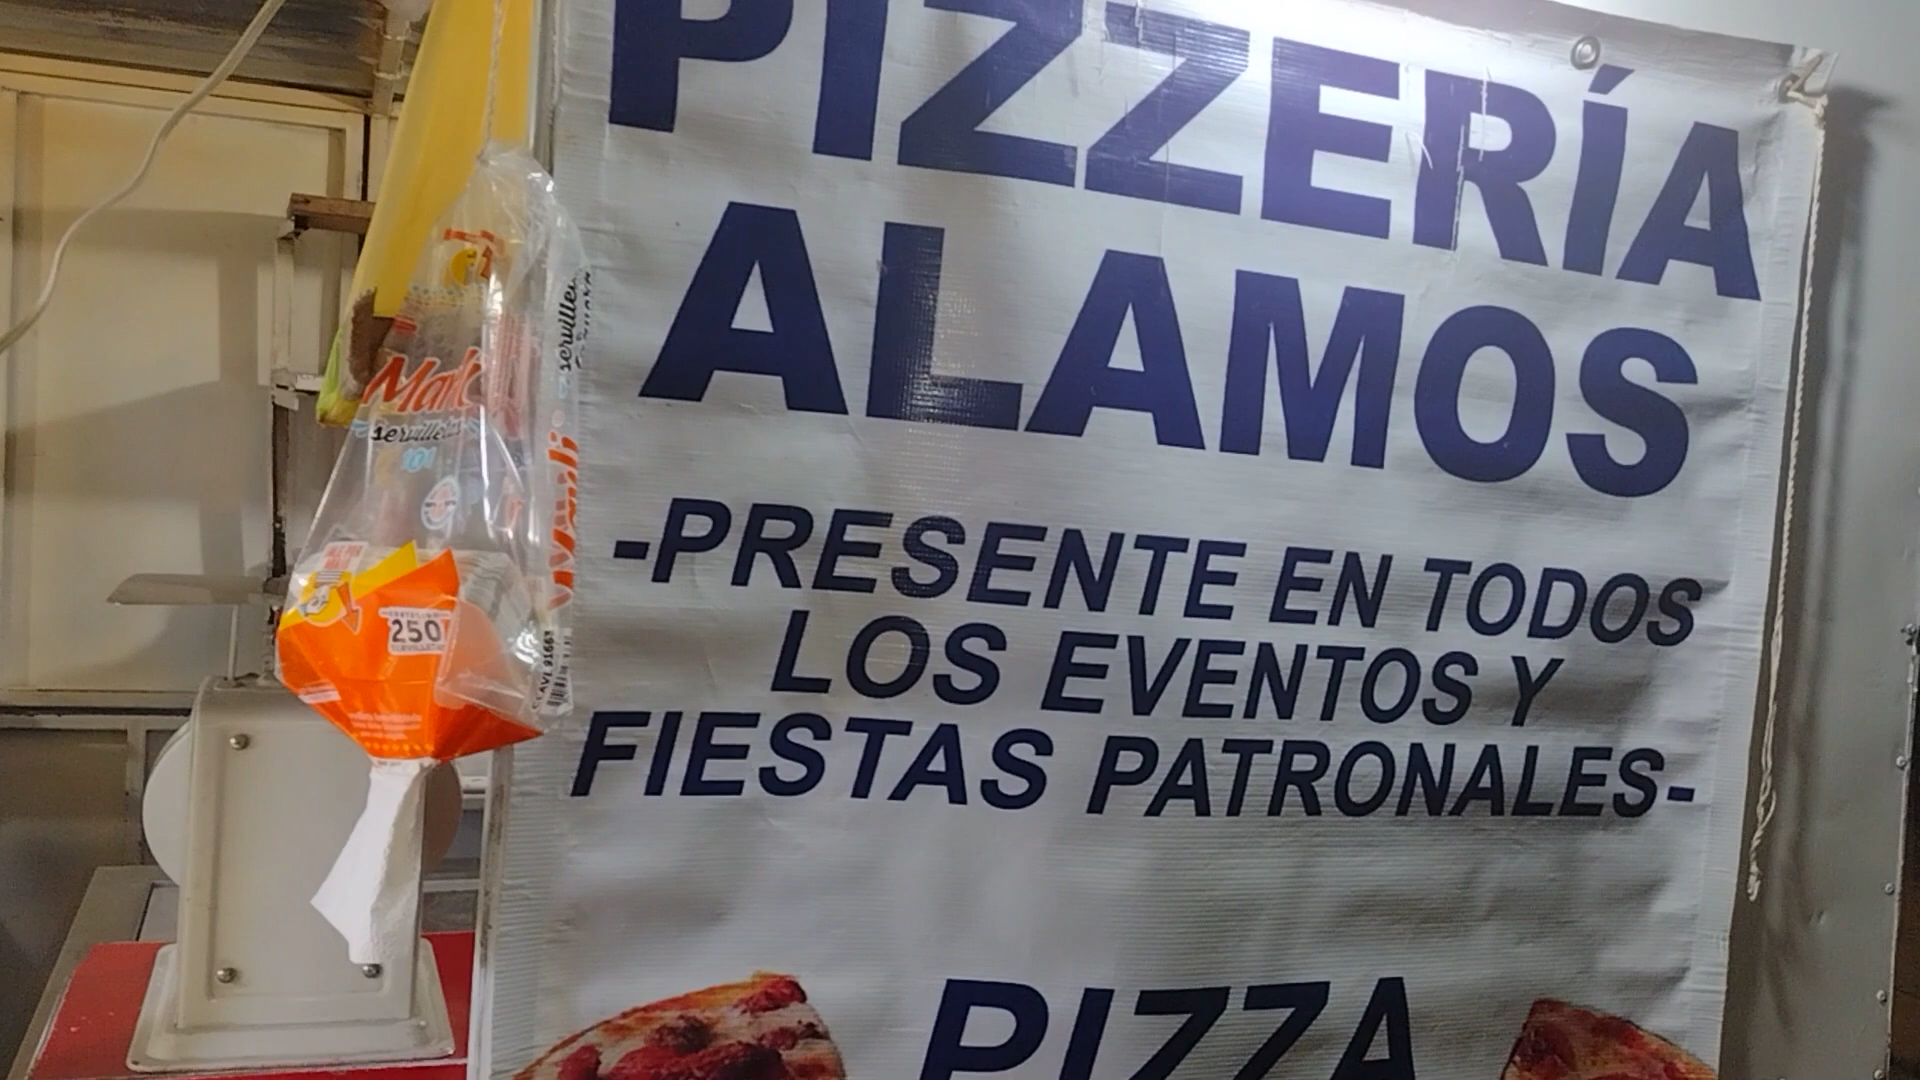 PIZZERÍA
ALAMOS
-PRESENTE EN TODOS
LOS EVENTOS Y
FIESTAS PATRONALES-
PIZZA
servilletas
250